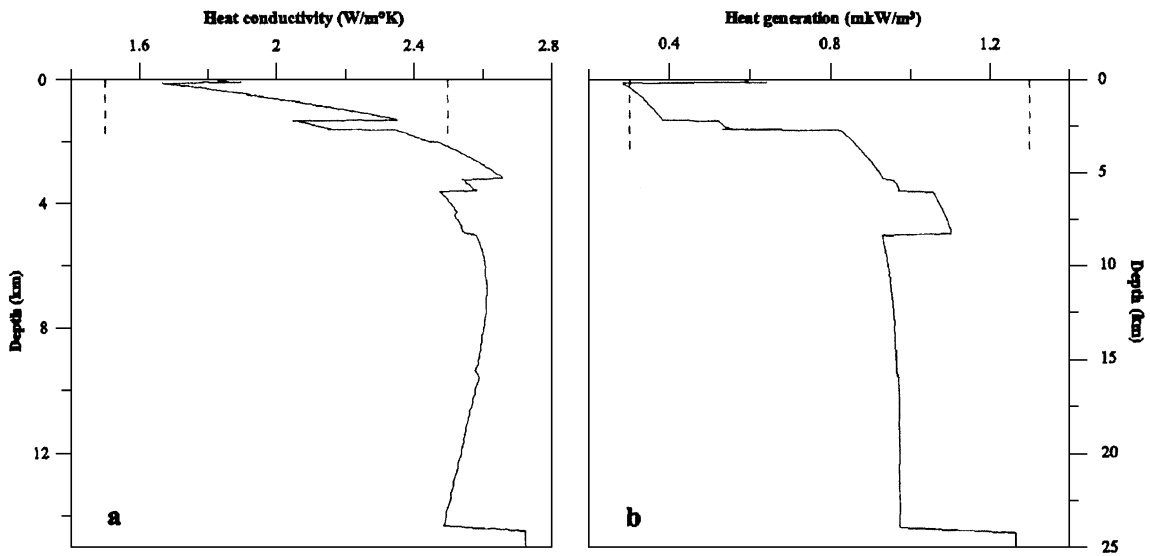 Heat conductivity (W/m°K)
1.6 2 2.4 2.8
Heat generation (mkW/m³)
0.4 0.8 1 1.2
0
4
8
12
Depth (km)
a
b
0
5
10
15
20
25
Depth (km)